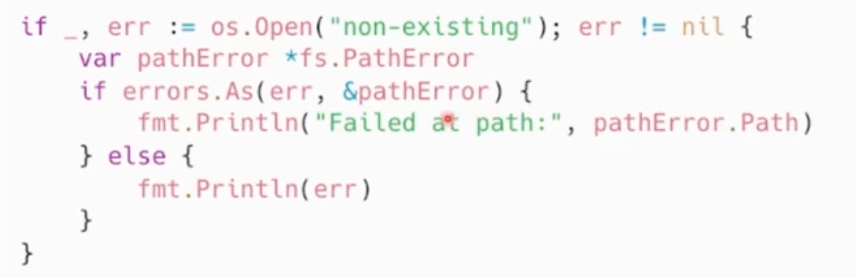 if _, err := os.Open("non-existing"); err != nil {
    var pathError *fs.PathError
    if errors.As(err, &pathError) {
        fmt.Println("Failed at path:", pathError.Path)
    } else {
        fmt.Println(err)
    }
}